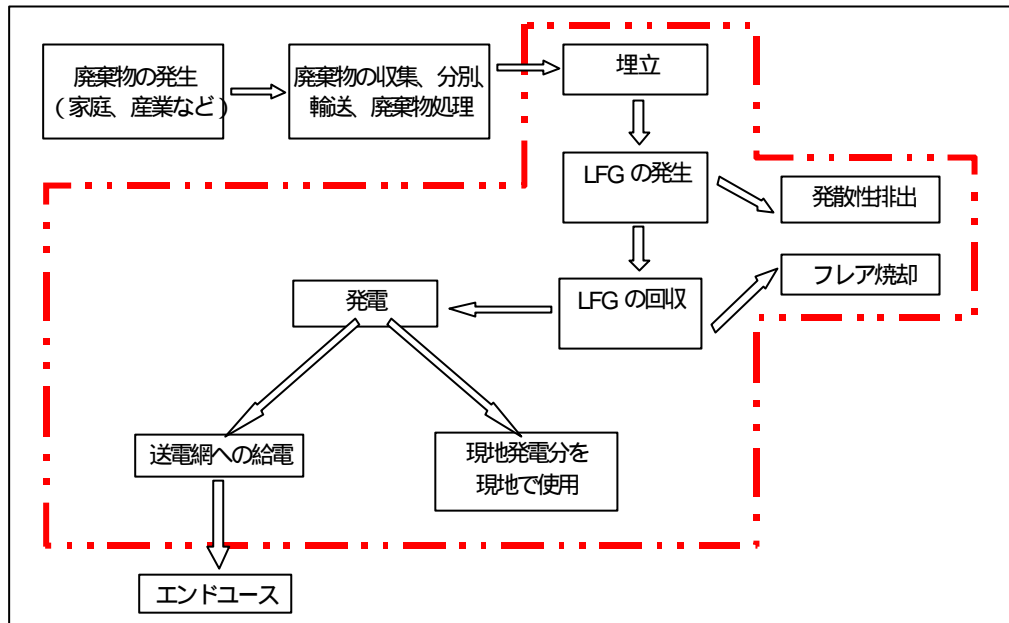 廃棄物の発生
（家庭、産業など）
廃棄物の収集、分別、
輸送、廃棄物処理
埋立
LFG の発生
発散性排出
フレア焼却
LFG の回収
発電
送電網への給電
現地発電分を
現地で使用
エンドユース